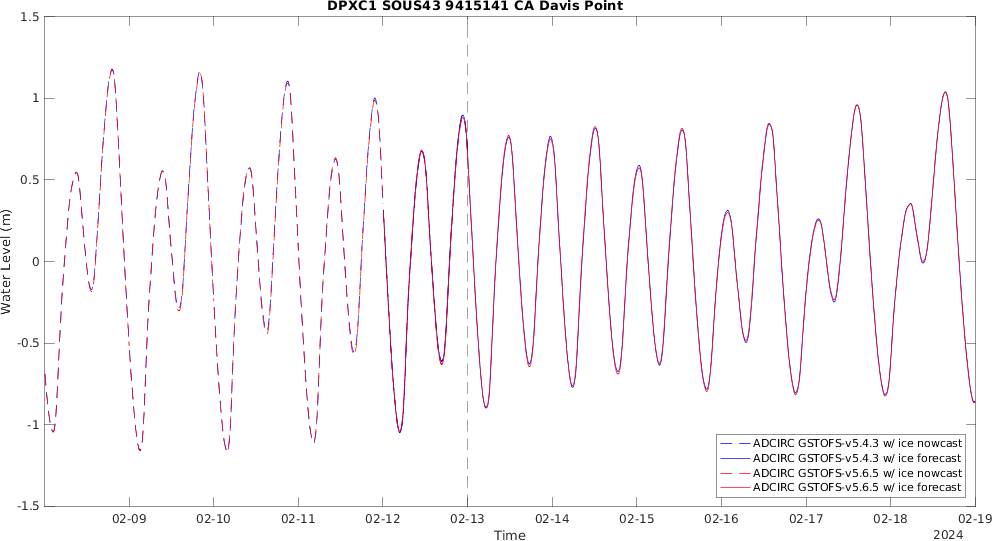 DPXC1 SOUS43 9415141 CA Davis Point
1.5
1
0.5
0
-0.5
-1
-1.5
Water Level (m)
02-09 02-10 02-11 02-12 02-13 02-14 02-15 02-16 02-17 02-18 02-19
Time
2024
ADCIRC GSTOFS-v5.4.3 w/ ice nowcast
ADCIRC GSTOFS-v5.4.3 w/ ice forecast
ADCIRC GSTOFS-v5.6.5 w/ ice nowcast
ADCIRC GSTOFS-v5.6.5 w/ ice forecast